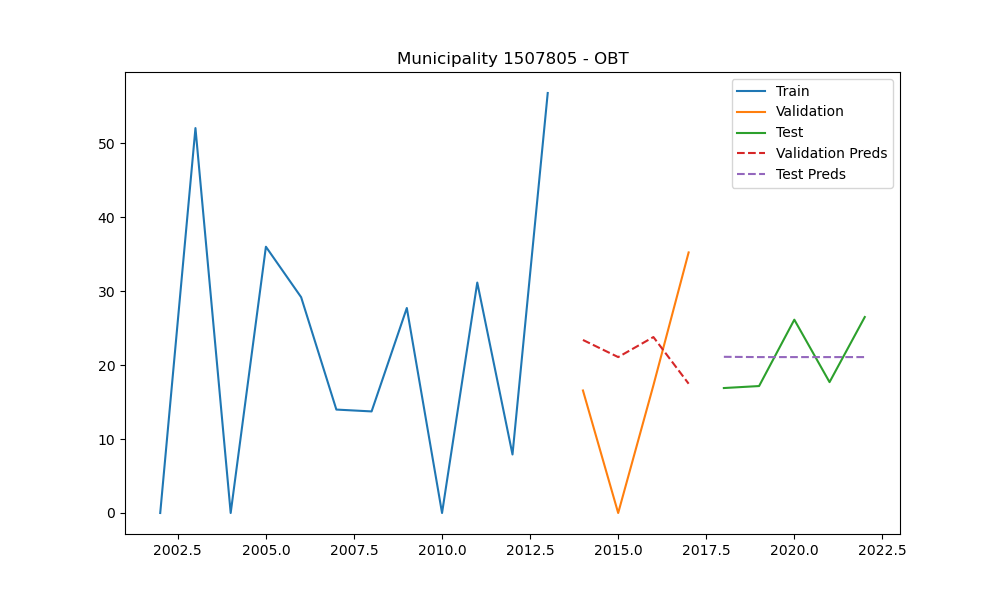 Municipality 1507805 - OBT
Train
Validation
Test
Validation Preds
Test Preds
50
40
30
20
10
0
2002.5 2005.0 2007.5 2010.0 2012.5 2015.0 2017.5 2020.0 2022.5